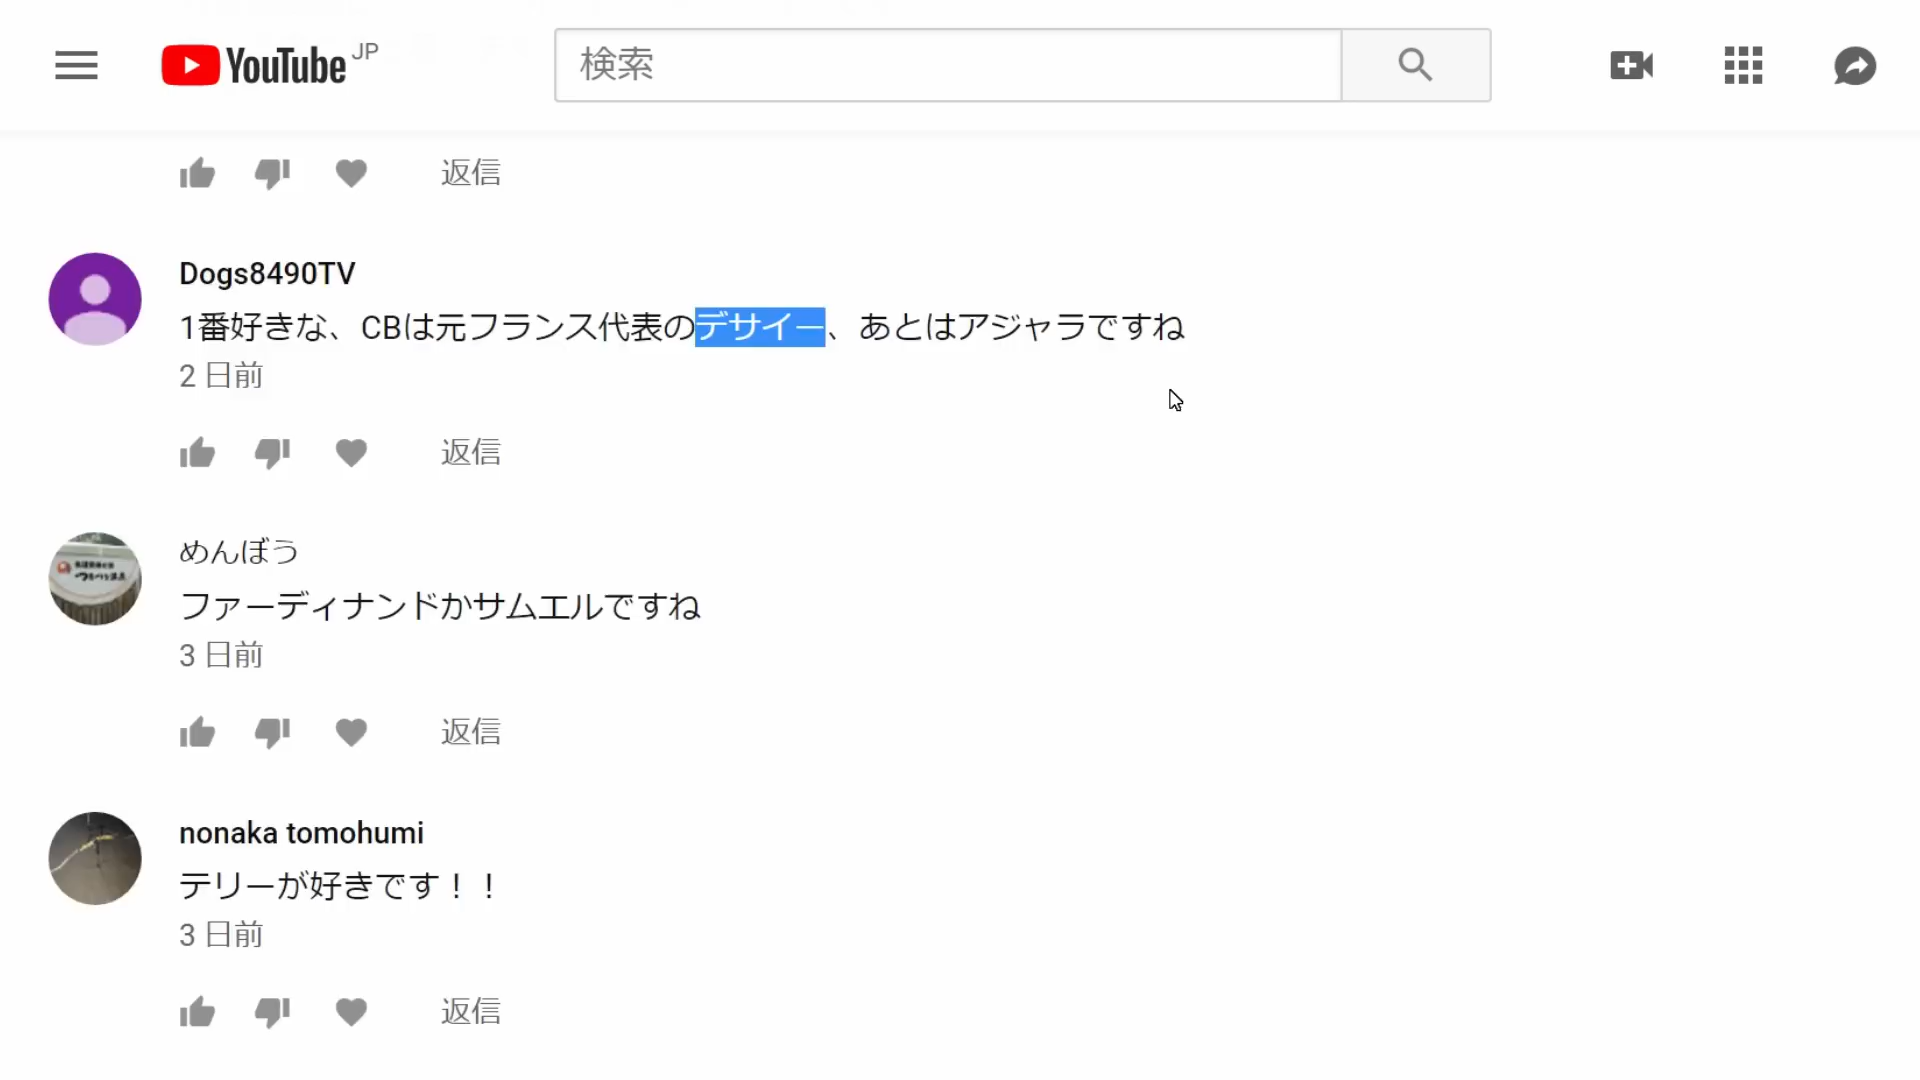 YouTube JP
検索
返信
Dogs8490TV
1番好きな、CBは元フランス代表のデサイー、あとはアジャラですね
2 日前
返信
めんぼう
ファーディナンドかサムエルですね
3 日前
返信
nonaka tomohumi
テリーが好きです！！
3 日前
返信